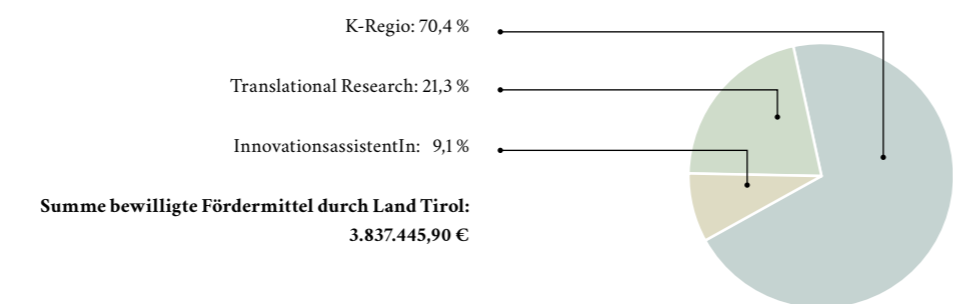 K-Regio: 70,4 %
Translational Research: 21,3 %
InnovationsassistentIn: 9,1 %
Summe bewilligte Fördermittel durch Land Tirol:
3.837.445,90 €